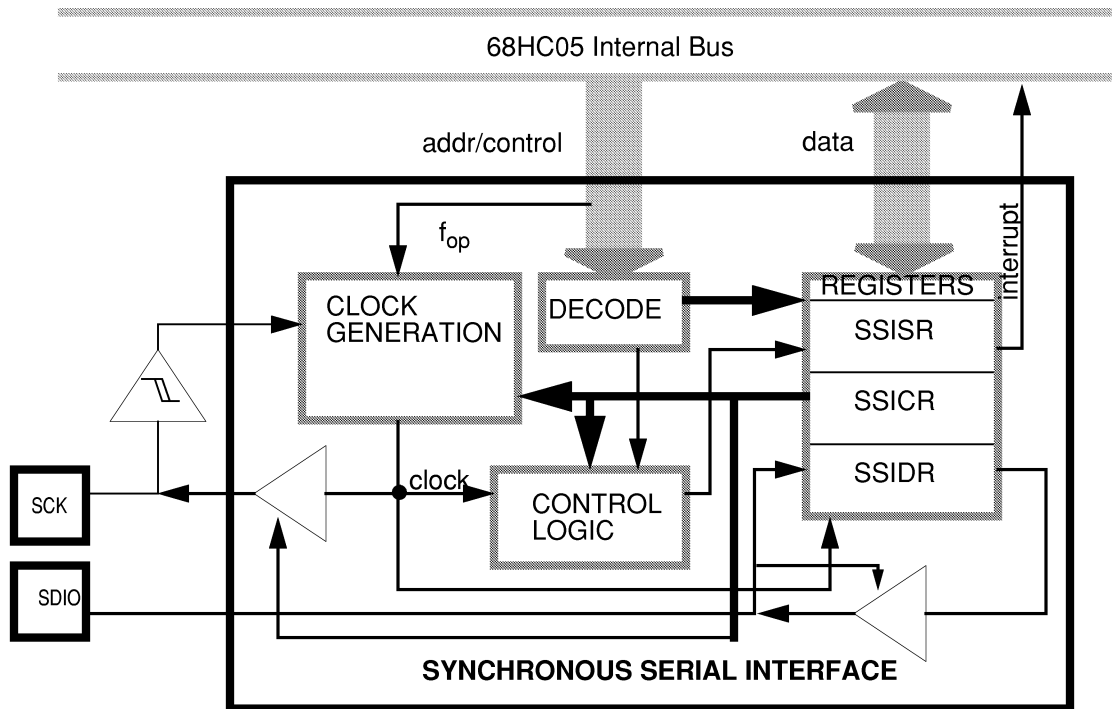 68HC05 Internal Bus
addr/control
data
interrupt
fop
CLOCK
GENERATION
DECODE
REGISTERS
SSISR
SSICR
SSIDR
clock
CONTROL
LOGIC
SCK
SDIO
SYNCHRONOUS SERIAL INTERFACE